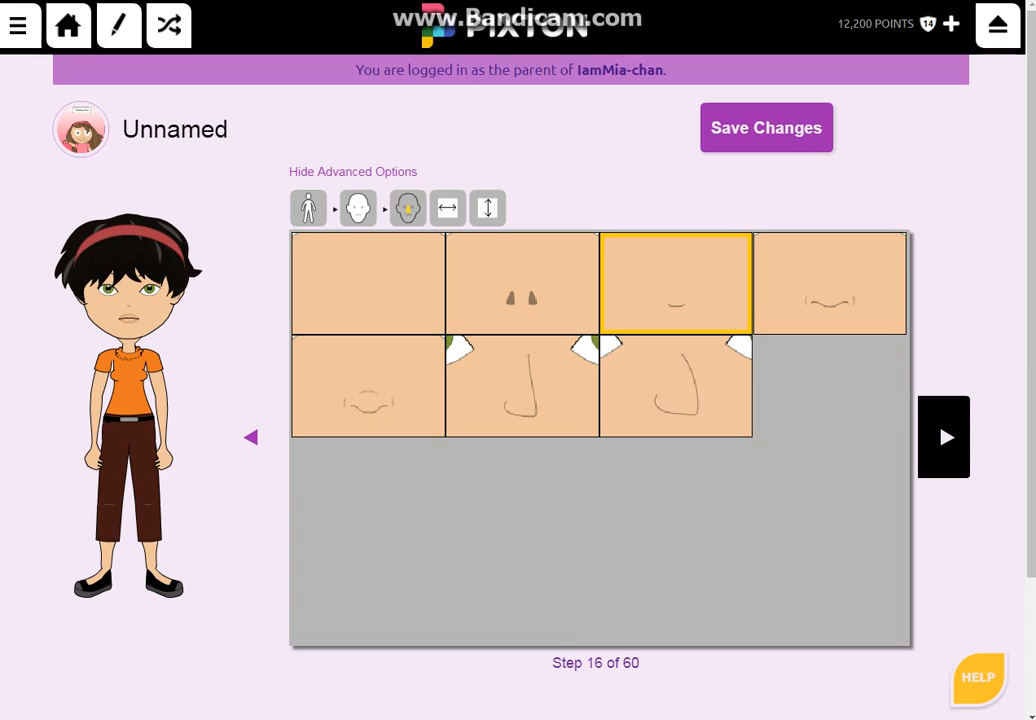 www.Bandicam.com
PIXTON
12,200 POINTS 14
You are logged in as the parent of IamMia-chan.
Unnamed
Save Changes
Hide Advanced Options
Step 16 of 60
HELP